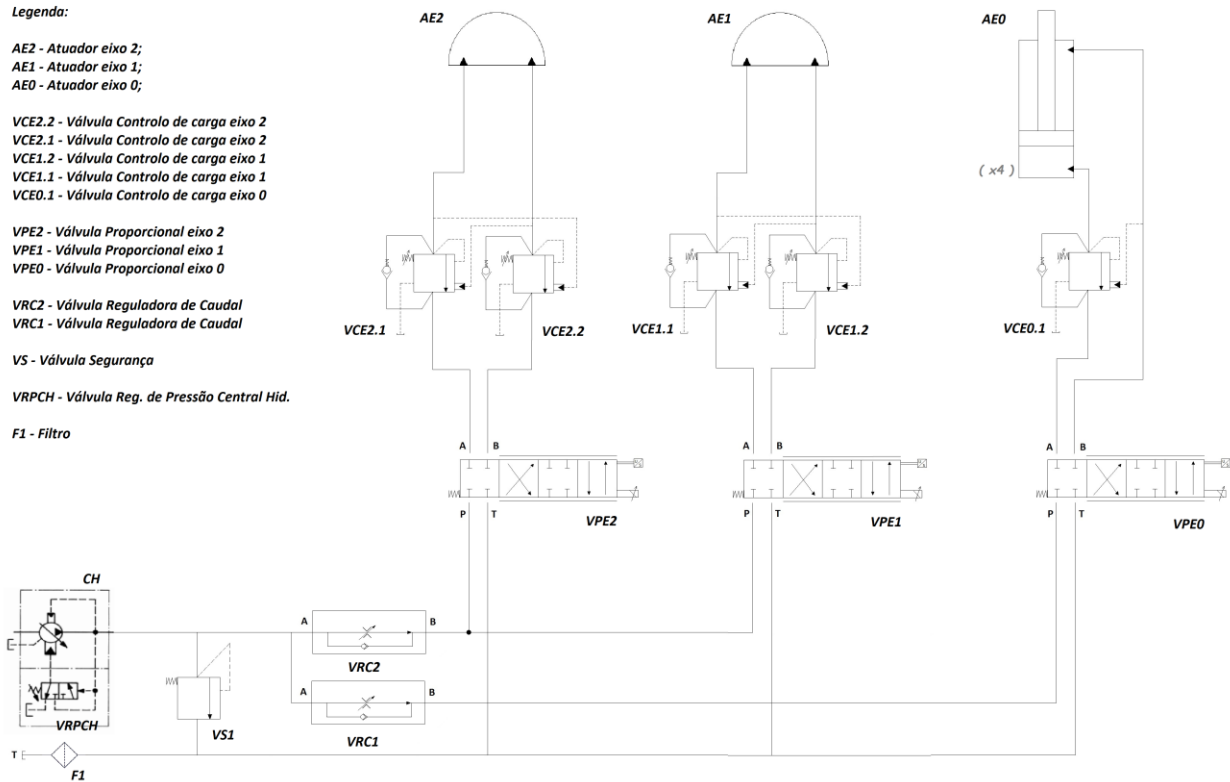 Legenda:
AE2 - Atuador eixo 2;
AE1 - Atuador eixo 1;
AE0 - Atuador eixo 0;
VCE2.2 - Válvula Controlo de carga eixo 2
VCE2.1 - Válvula Controlo de carga eixo 2
VCE1.2 - Válvula Controlo de carga eixo 1
VCE1.1 - Válvula Controlo de carga eixo 1
VCE0.1 - Válvula Controlo de carga eixo 0
VPE2 - Válvula Proporcional eixo 2
VPE1 - Válvula Proporcional eixo 1
VPE0 - Válvula Proporcional eixo 0
VRC2 - Válvula Reguladora de Caudal
VRC1 - Válvula Reguladora de Caudal
VS - Válvula Segurança
VRPCH - Válvula Reg. de Pressão Central Hid.
F1 - Filtro
AE2
AE1
AE0
( x4 )
VCE2.1
VCE2.2
VCE1.1
VCE1.2
VCE0.1
A B
A B
A B
P T
P T
P T
VPE2
VPE1
VPE0
CH
A B
VRC2
A B
VRC1
VRPCH
VS1
T
F1